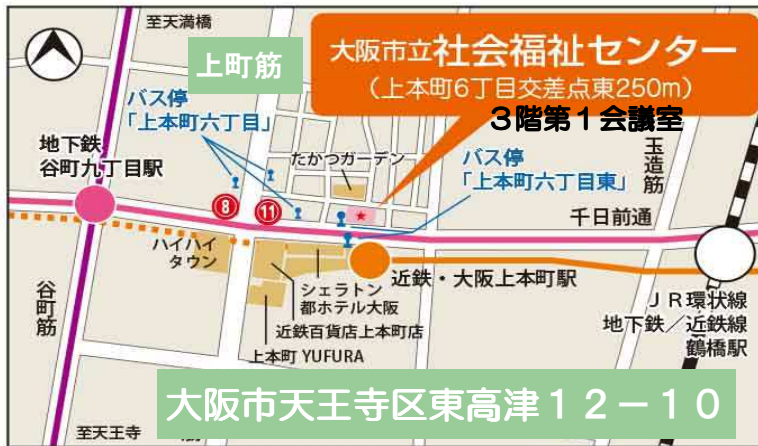 至天満橋
上町筋
大阪市立社会福祉センター
（上本町6丁目交差点東250m）
3階第1会議室
バス停
「上本町六丁目」
地下鉄
谷町九丁目駅
たかつガーデン
バス停
「上本町六丁目東」
玉造筋
8
11
千日前通
ハイハイ
タウン
シェラトン
都ホテル大阪
近鉄・大阪上本町駅
近鉄百貨店上本町店
上本町 YUFURA
谷町筋
JR環状線
地下鉄／近鉄線
鶴橋駅
大阪市天王寺区東高津12－10
至天王寺